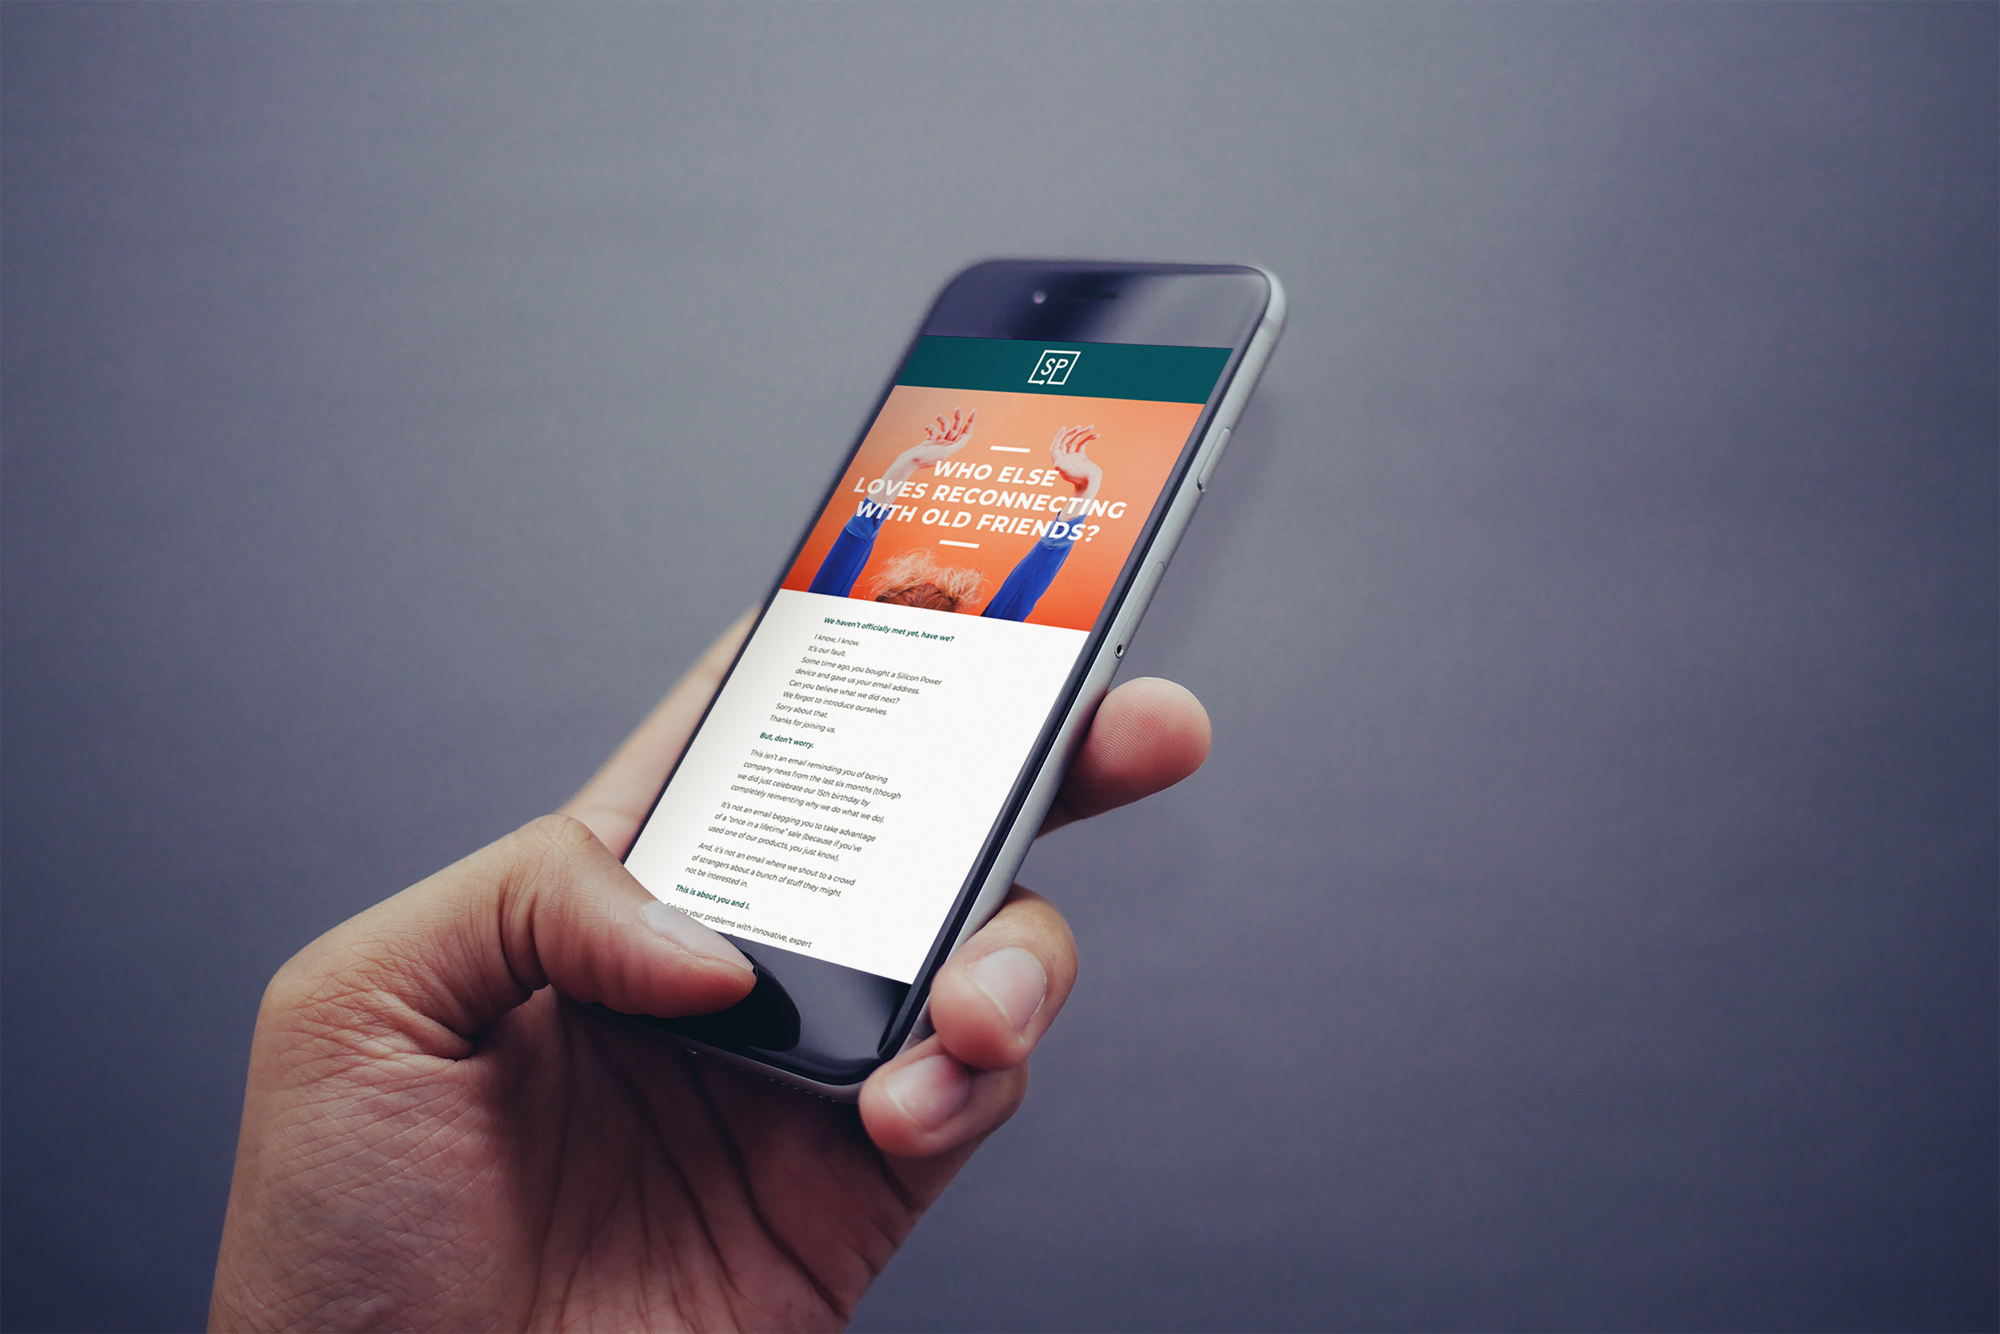 SP
WHO ELSE
LOVES RECONNECTING
WITH OLD FRIENDS?
We haven't officially met yet, have we?
I know, I know.
It's our fault.
Some time ago, you bought a Silicon Power
device and gave us your email address.
Can you believe what we did next?
We forgot to introduce ourselves.
Sorry about that.
Thanks for joining us.
But, don't worry.
This isn't an email reminding you of boring
company news from the last six months (though
we did just celebrate our 15th birthday by
completely reinventing why we do what we do).
It's not an email begging you to take advantage
of a "once in a lifetime" sale (because if you've
used one of our products, you just know).
And, it's not an email where we shout to a crowd
of strangers about a bunch of stuff they might
not be interested in.
This is about you and I.
Solving your problems with innovative, expert